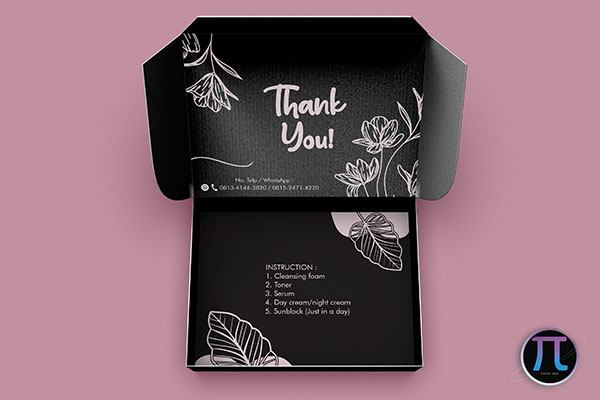 Thank
You!
No. Telp / WhatsApp :
0813-4144-3820 / 0815-2471-4220
INSTRUCTION :
1. Cleansing foam
2. Toner
3. Serum
4. Day cream/night cream
5. Sunblock (Just in a day)
π